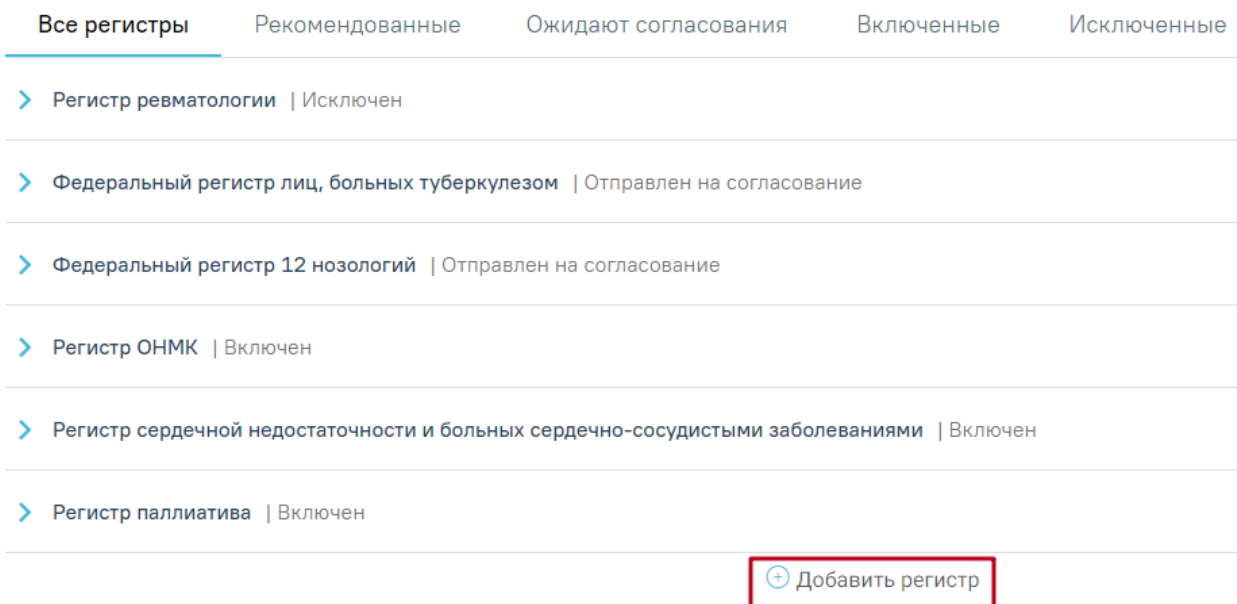 Все регистры Рекомендованные Ожидают согласования Включенные Исключенные
Регистр ревматологии | Исключен
Федеральный регистр лиц, больных туберкулезом | Отправлен на согласование
Федеральный регистр 12 нозологий | Отправлен на согласование
Регистр ОНМК | Включен
Регистр сердечной недостаточности и больных сердечно-сосудистыми заболеваниями | Включен
Регистр паллиатива | Включен
Добавить регистр